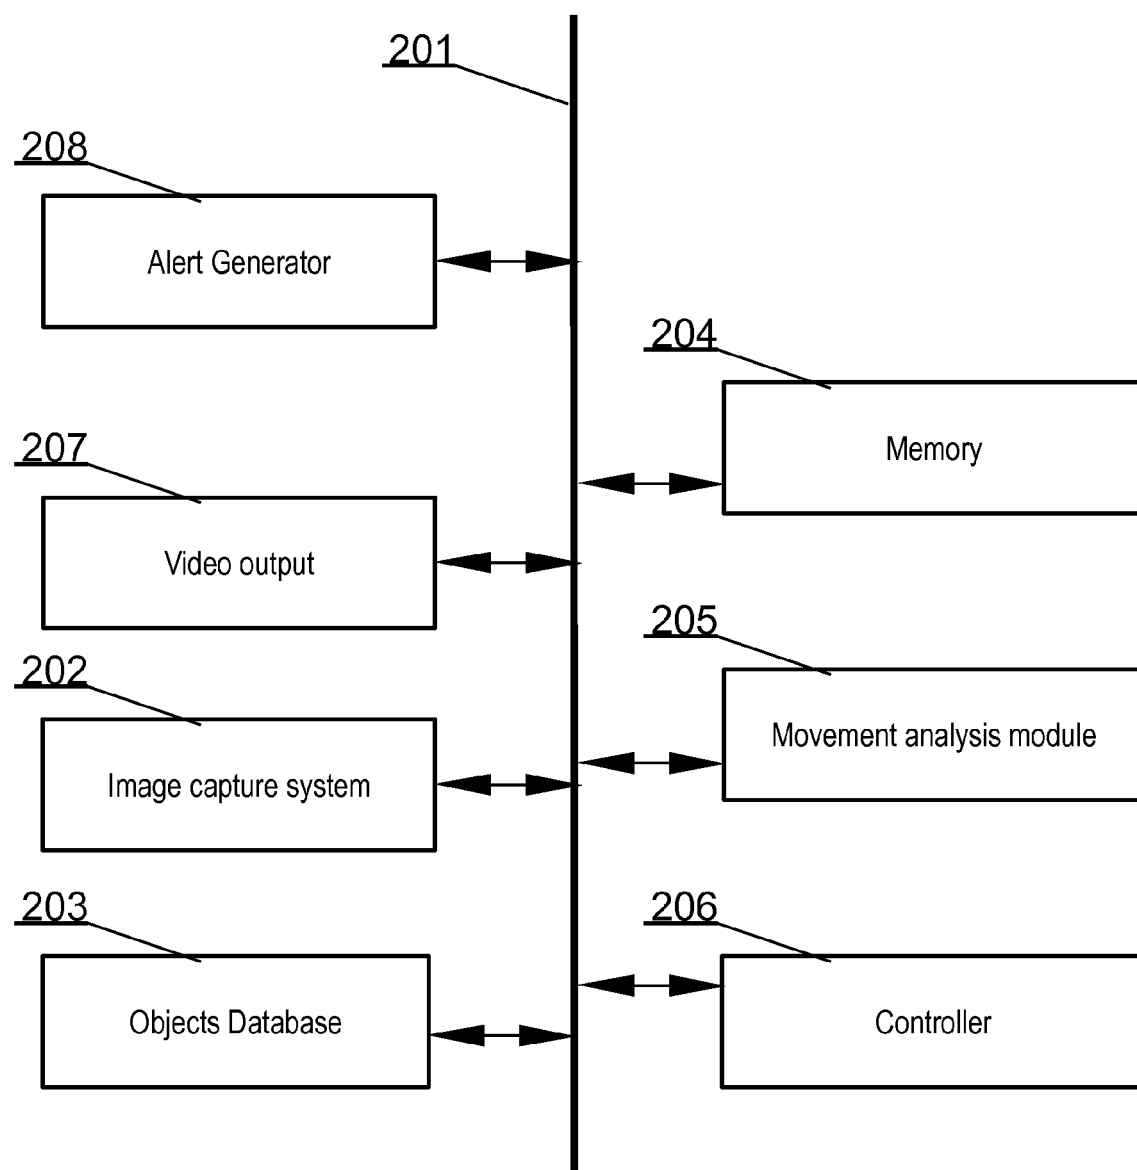 201
208
Alert Generator
204
Memory
207
Video output
205
Movement analysis module
202
Image capture system
203
Objects Database
206
Controller